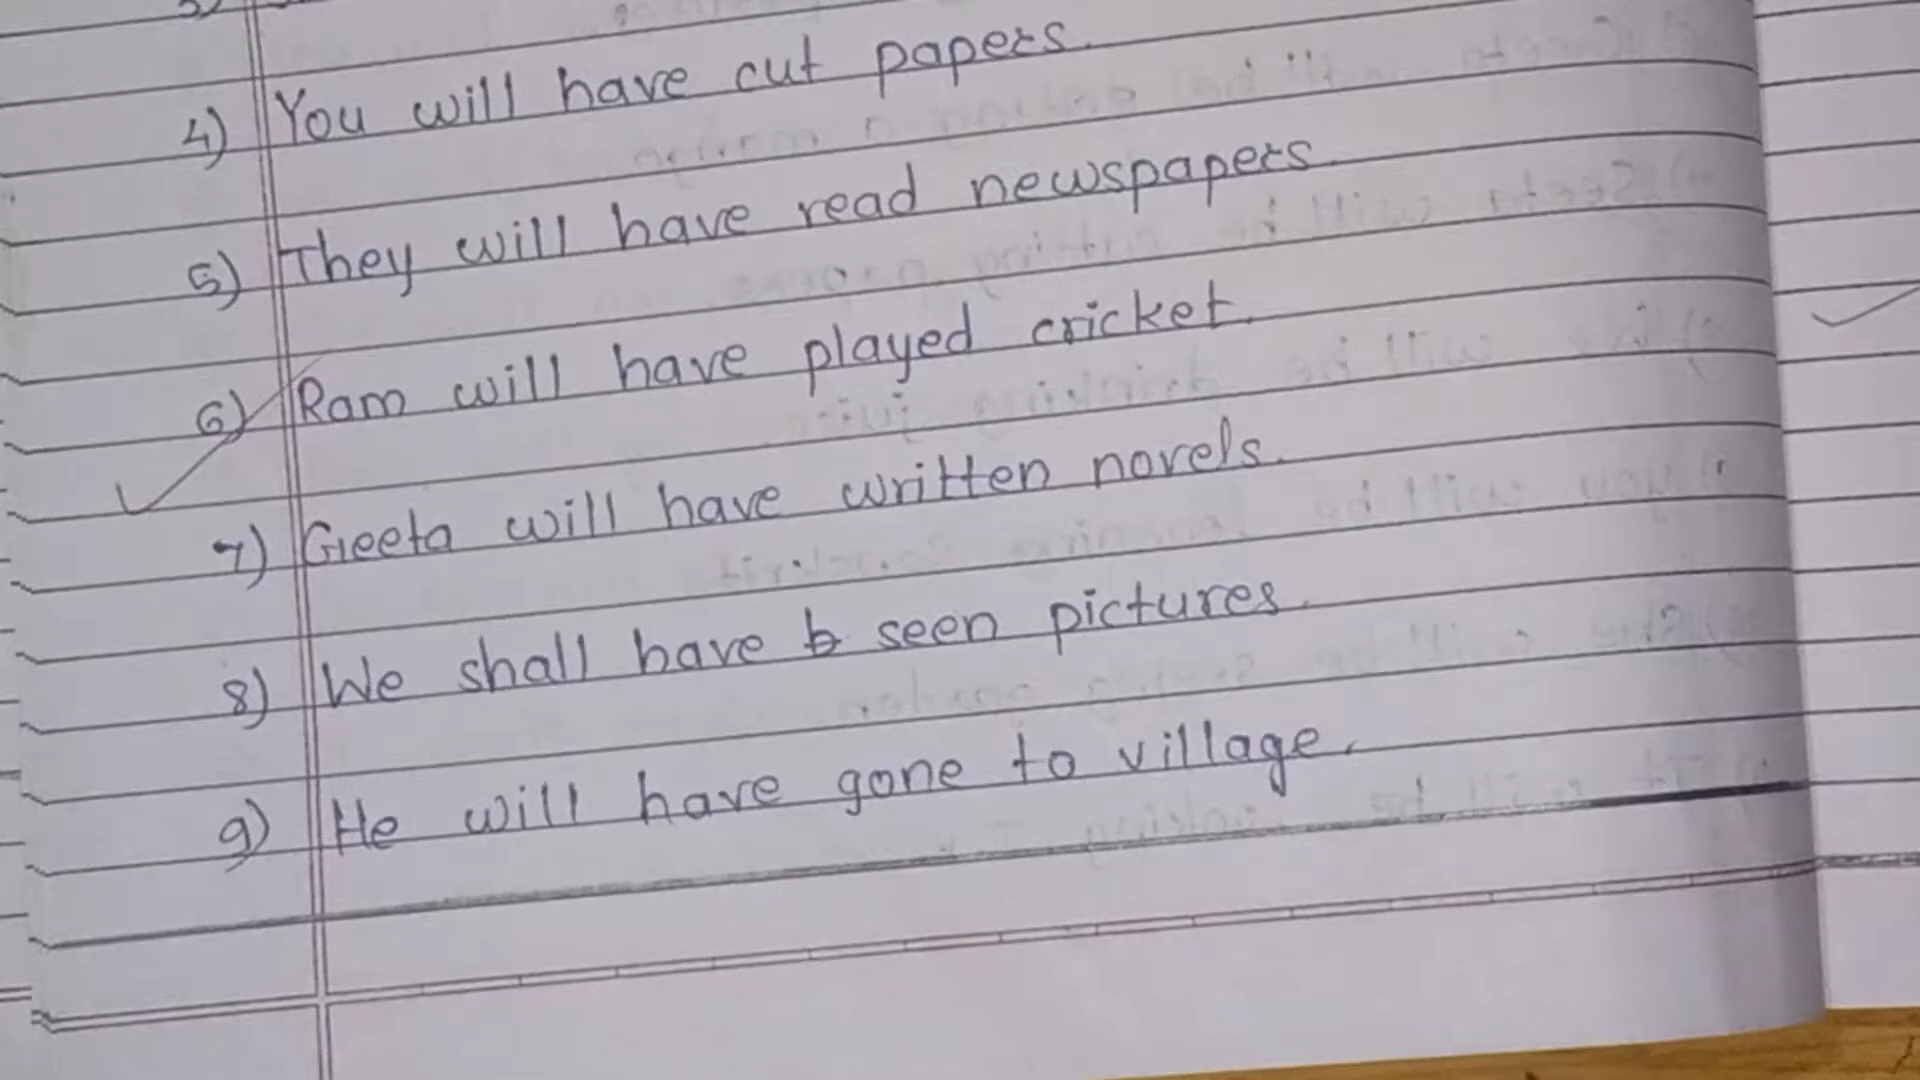 4) You will have cut papers.
5) They will have read newspapers.
6) Ram will have played cricket.
7) Geeta will have written novels.
8) We shall have b seen pictures.
9) He will have gone to village.